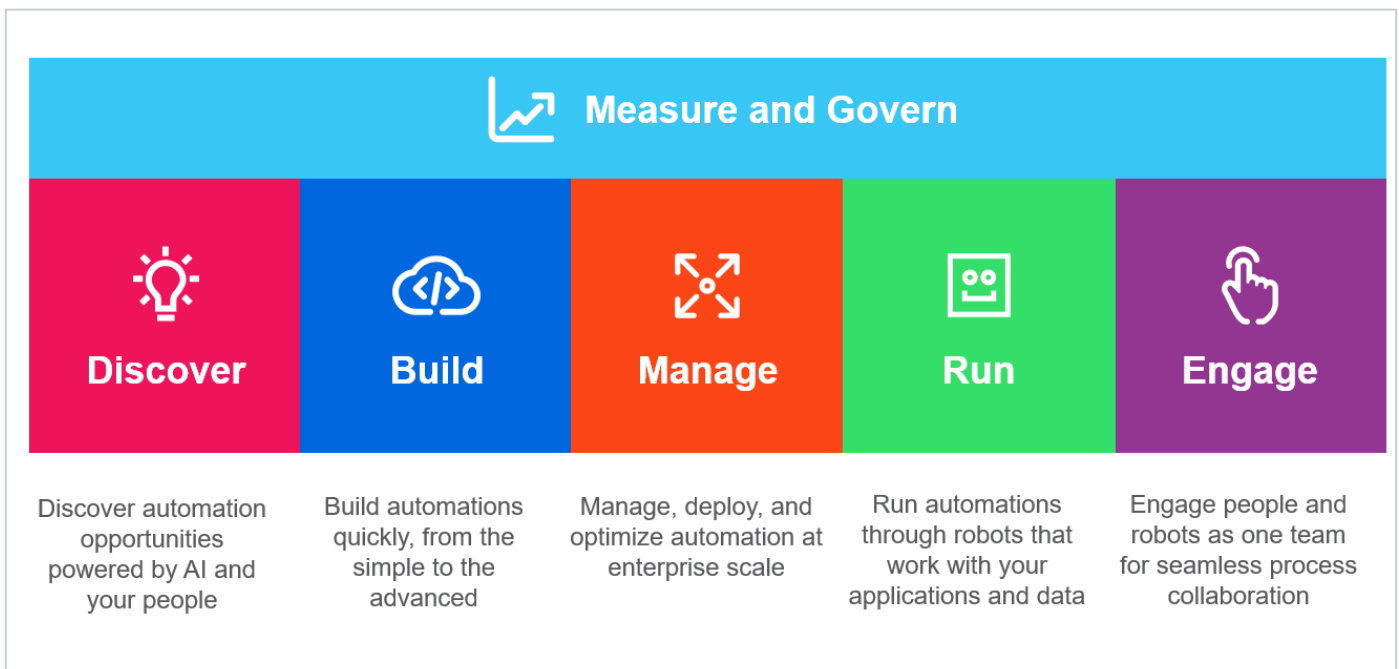 Measure and Govern
Discover
Build
Manage
Run
Engage
Discover automation
opportunities
powered by AI and
your people
Build automations
quickly, from the
simple to the
advanced
Manage, deploy, and
optimize automation at
enterprise scale
Run automations
through robots that
work with your
applications and data
Engage people and
robots as one team
for seamless process
collaboration